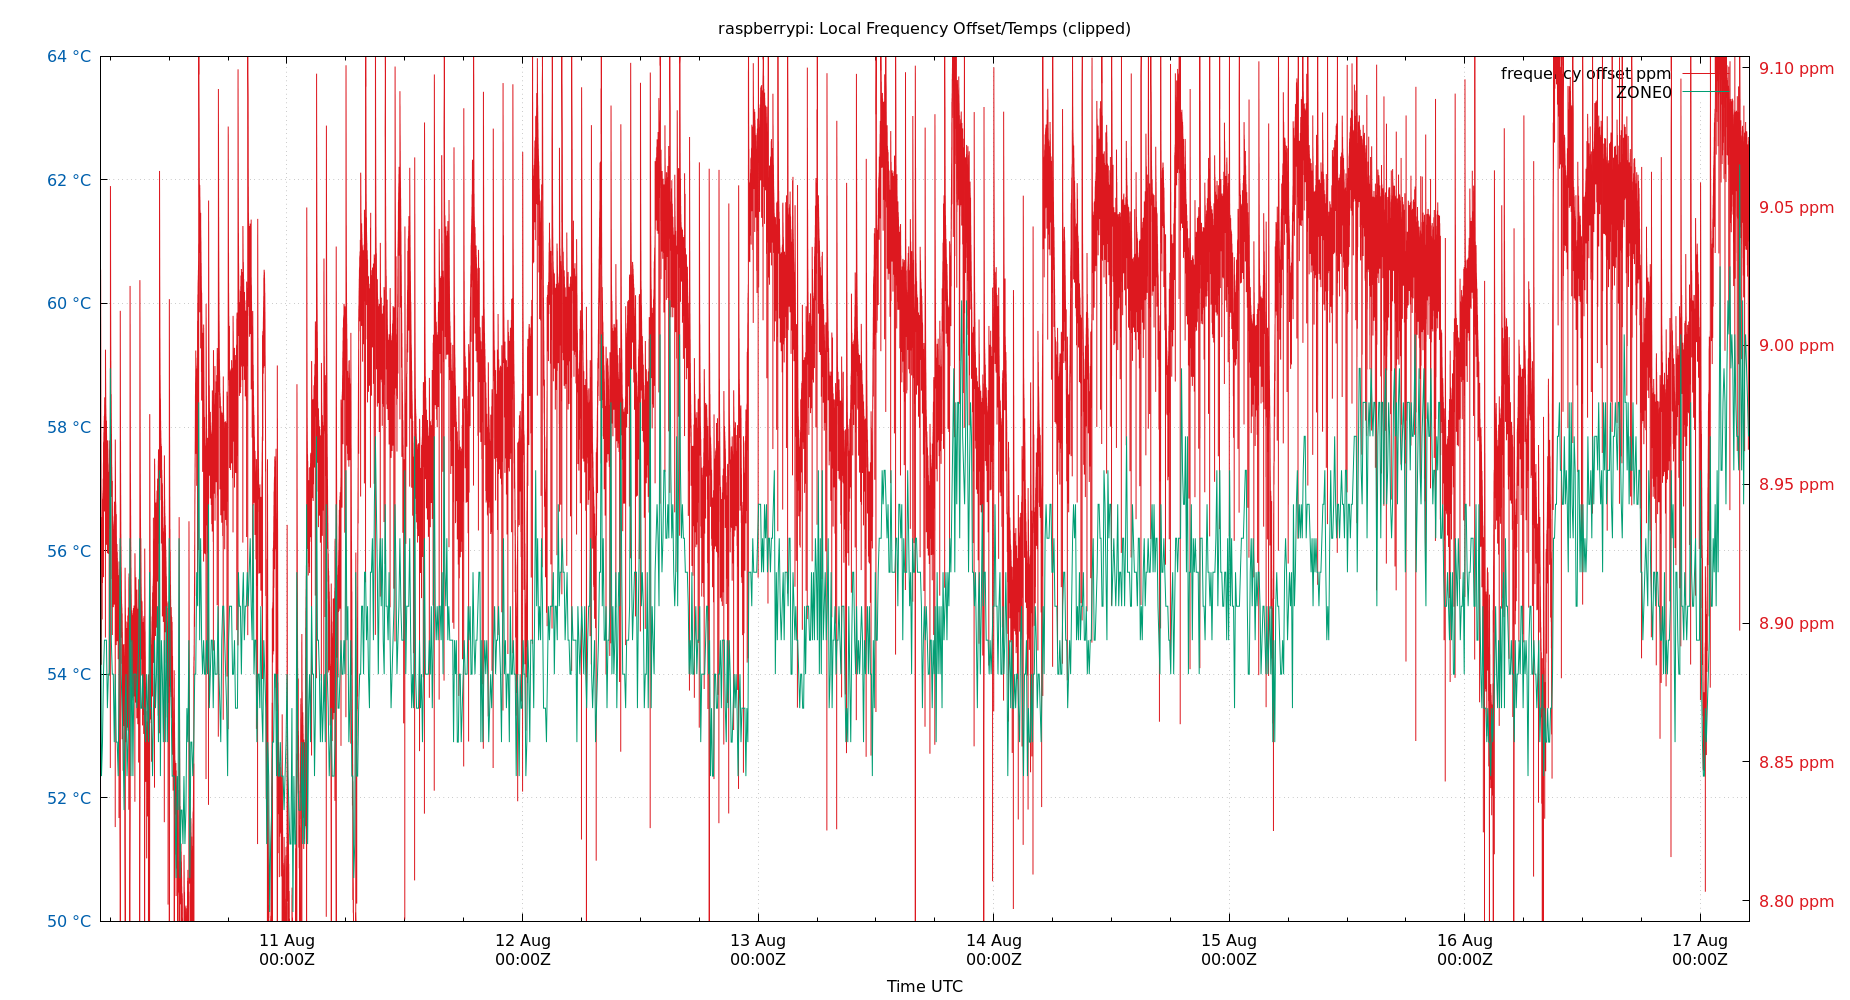 raspberrypi: Local Frequency Offset/Temps (clipped)
64 °C
62 °C
60 °C
58 °C
56 °C
54 °C
52 °C
50 °C
frequency offset ppm
ZONE0
9.10 ppm
9.05 ppm
9.00 ppm
8.95 ppm
8.90 ppm
8.85 ppm
8.80 ppm
11 Aug
00:00Z
12 Aug
00:00Z
13 Aug
00:00Z
14 Aug
00:00Z
15 Aug
00:00Z
16 Aug
00:00Z
17 Aug
00:00Z
Time UTC